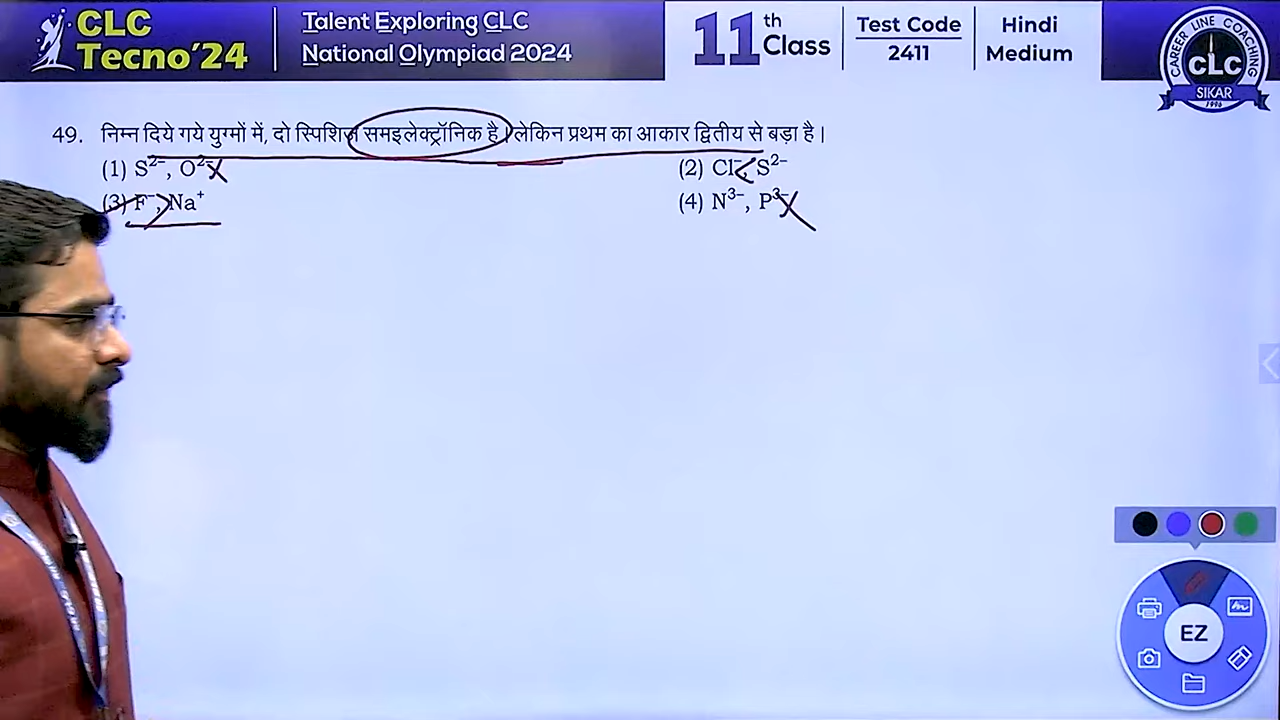 CLC
Tecno'24
Talent Exploring CLC
National Olympiad 2024
11th Class
Test Code
2411
Hindi
Medium
CAREER LINE COACHING
CLC
SIKAR
1996
49. निम्न दिये गये युग्मों में, दो स्पिशिज समइलेक्ट्रॉनिक है। लेकिन प्रथम का आकार द्वितीय से बड़ा है।
(1) S²⁻, O²⁻ (2) Cl⁻, S²⁻
(3) F⁻, Na⁺ (4) N³⁻, P³⁻
EZ